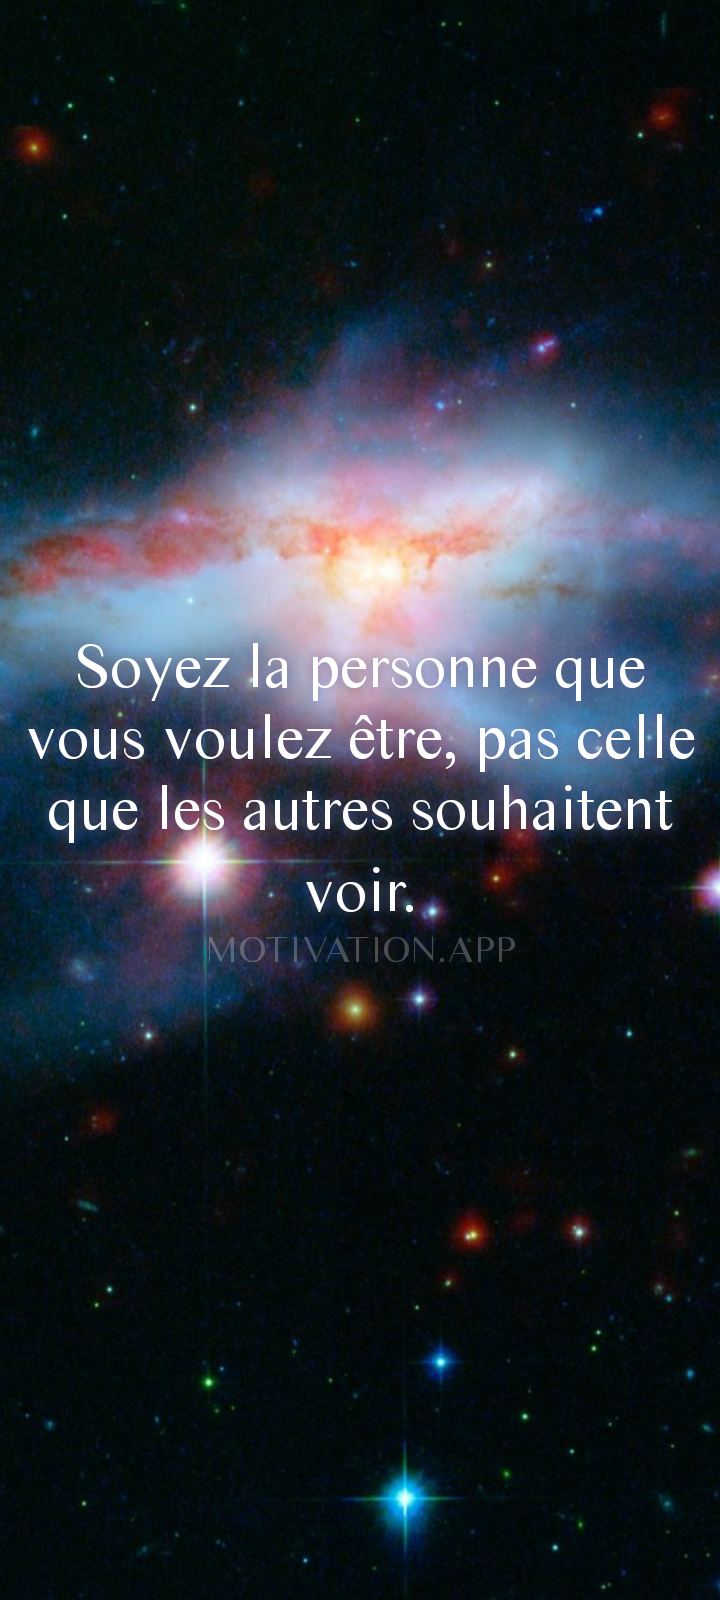 Soyez la personne que
vous voulez être, pas celle
que les autres souhaitent
voir.
MOTIVATION.APP